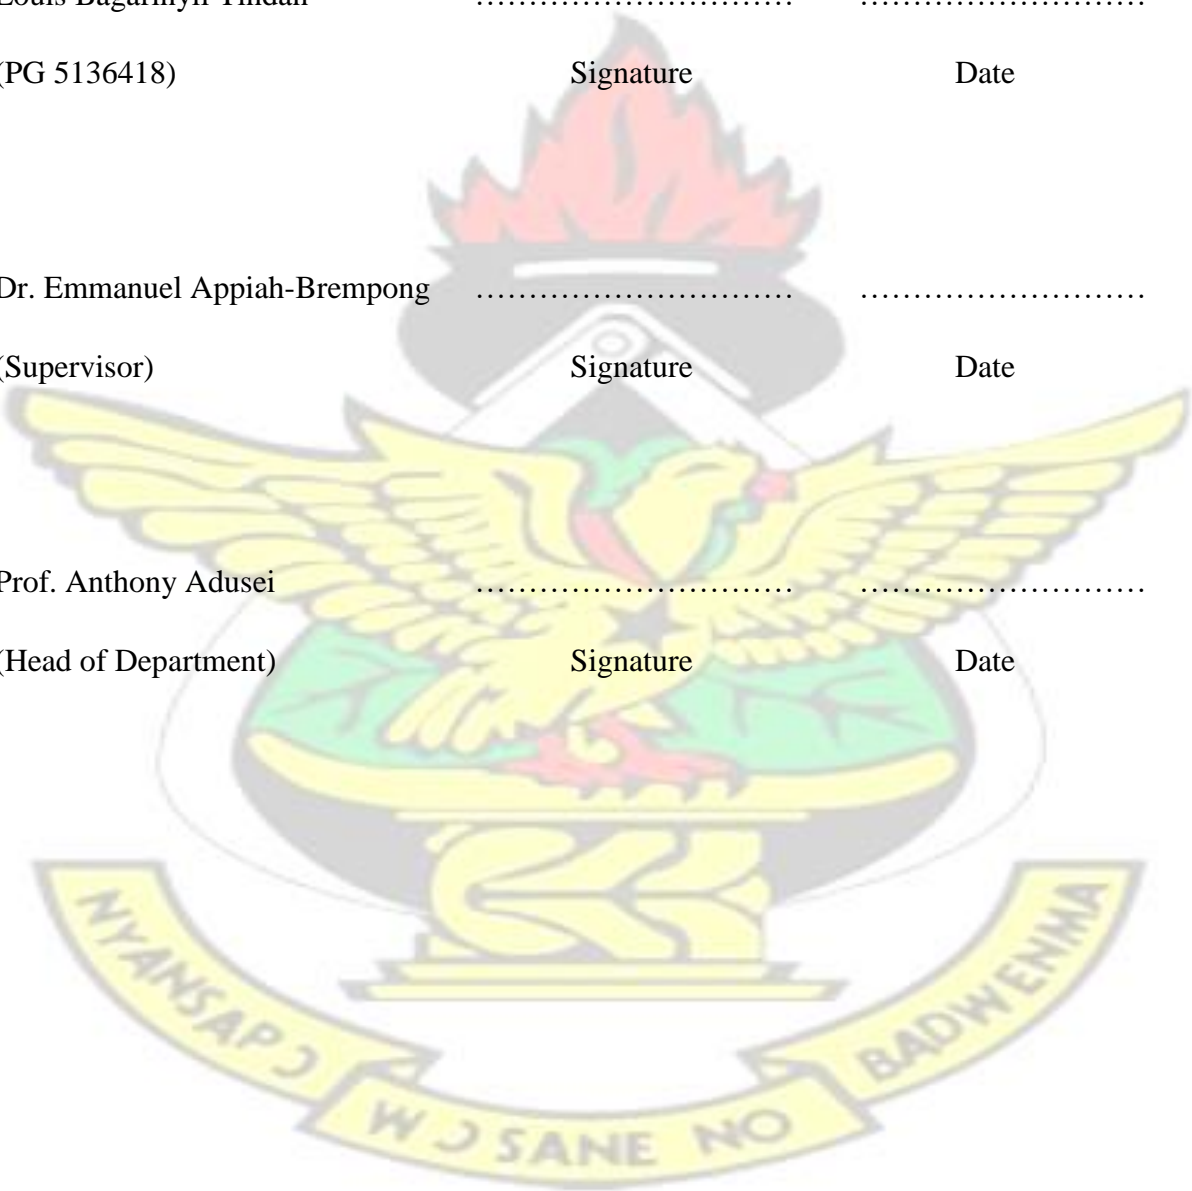 ………………………… ………………………
(PG 5136418) Signature Date
Dr. Emmanuel Appiah-Brempong ………………………… ………………………
(Supervisor) Signature Date
Prof. Anthony Adusei ………………………… ………………………
(Head of Department) Signature Date
NYANSAPƆ WƆSANE NO BADWENMA